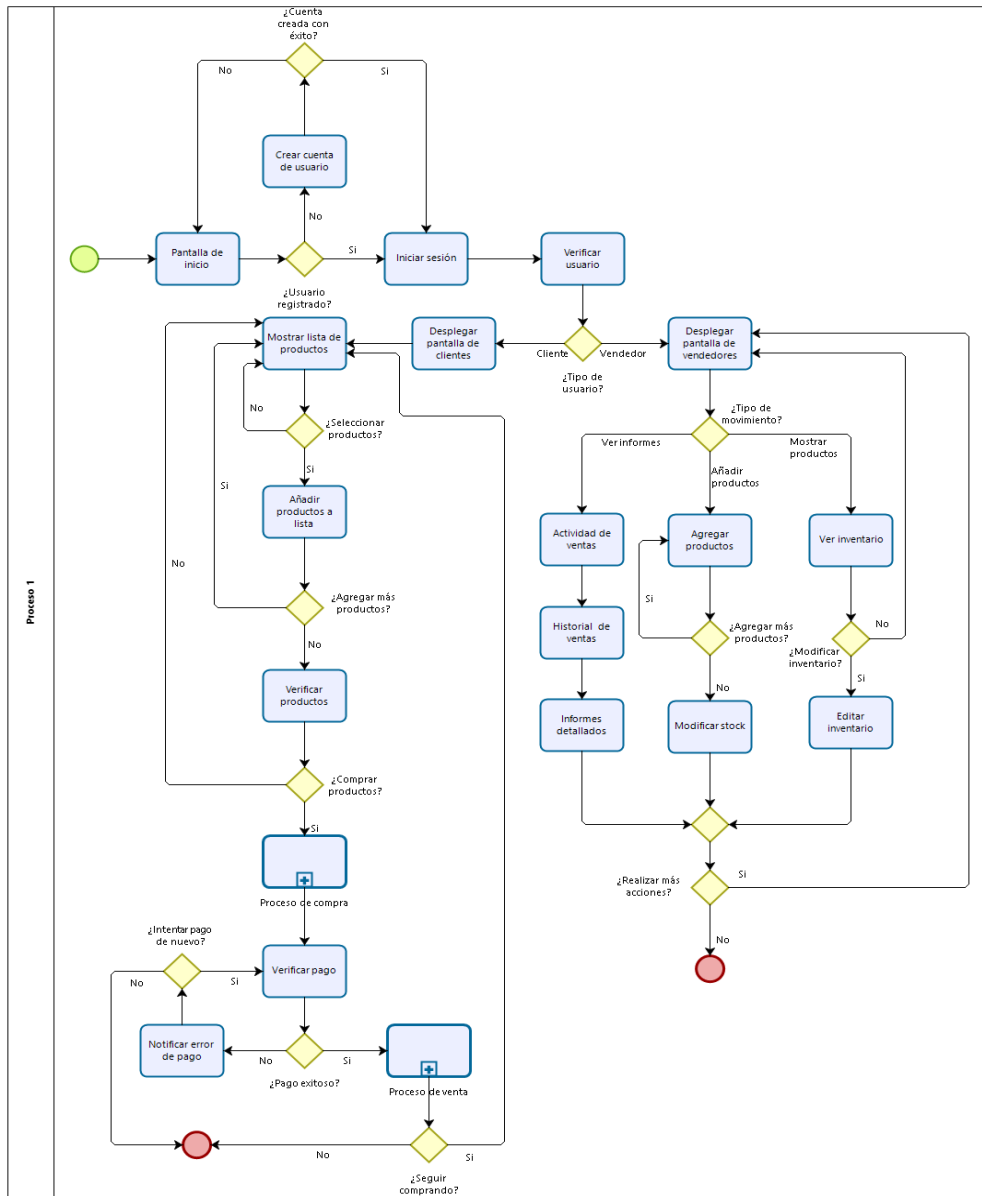 ¿Cuenta
creada con
éxito?
No
Si
Crear cuenta
de usuario
No
Pantalla de
inicio
Si
Iniciar sesión
Verificar
usuario
¿Usuario
registrado?
Mostrar lista de
productos
Desplegar
pantalla de
clientes
Cliente
Vendedor
Desplegar
pantalla de
vendedores
¿Tipo de
usuario?
No
¿Seleccionar
productos?
¿Tipo de
movimiento?
Ver informes
Mostrar
productos
Si
Añadir
productos
Si
Añadir
productos a
lista
Actividad de
ventas
Agregar
productos
Ver inventario
No
Si
¿Agregar más
productos?
Historial de
ventas
¿Agregar más
productos?
No
¿Modificar
inventario?
No
Proceso 1
Verificar
productos
No
Si
Informes
detallados
Modificar stock
Editar
inventario
¿Comprar
productos?
Si
Proceso de compra
¿Realizar más
acciones?
Si
No
¿Intentar pago
de nuevo?
No
Si
Verificar pago
Notificar error
de pago
No
Si
¿Pago exitoso?
Proceso de venta
No
Si
¿Seguir
comprando?